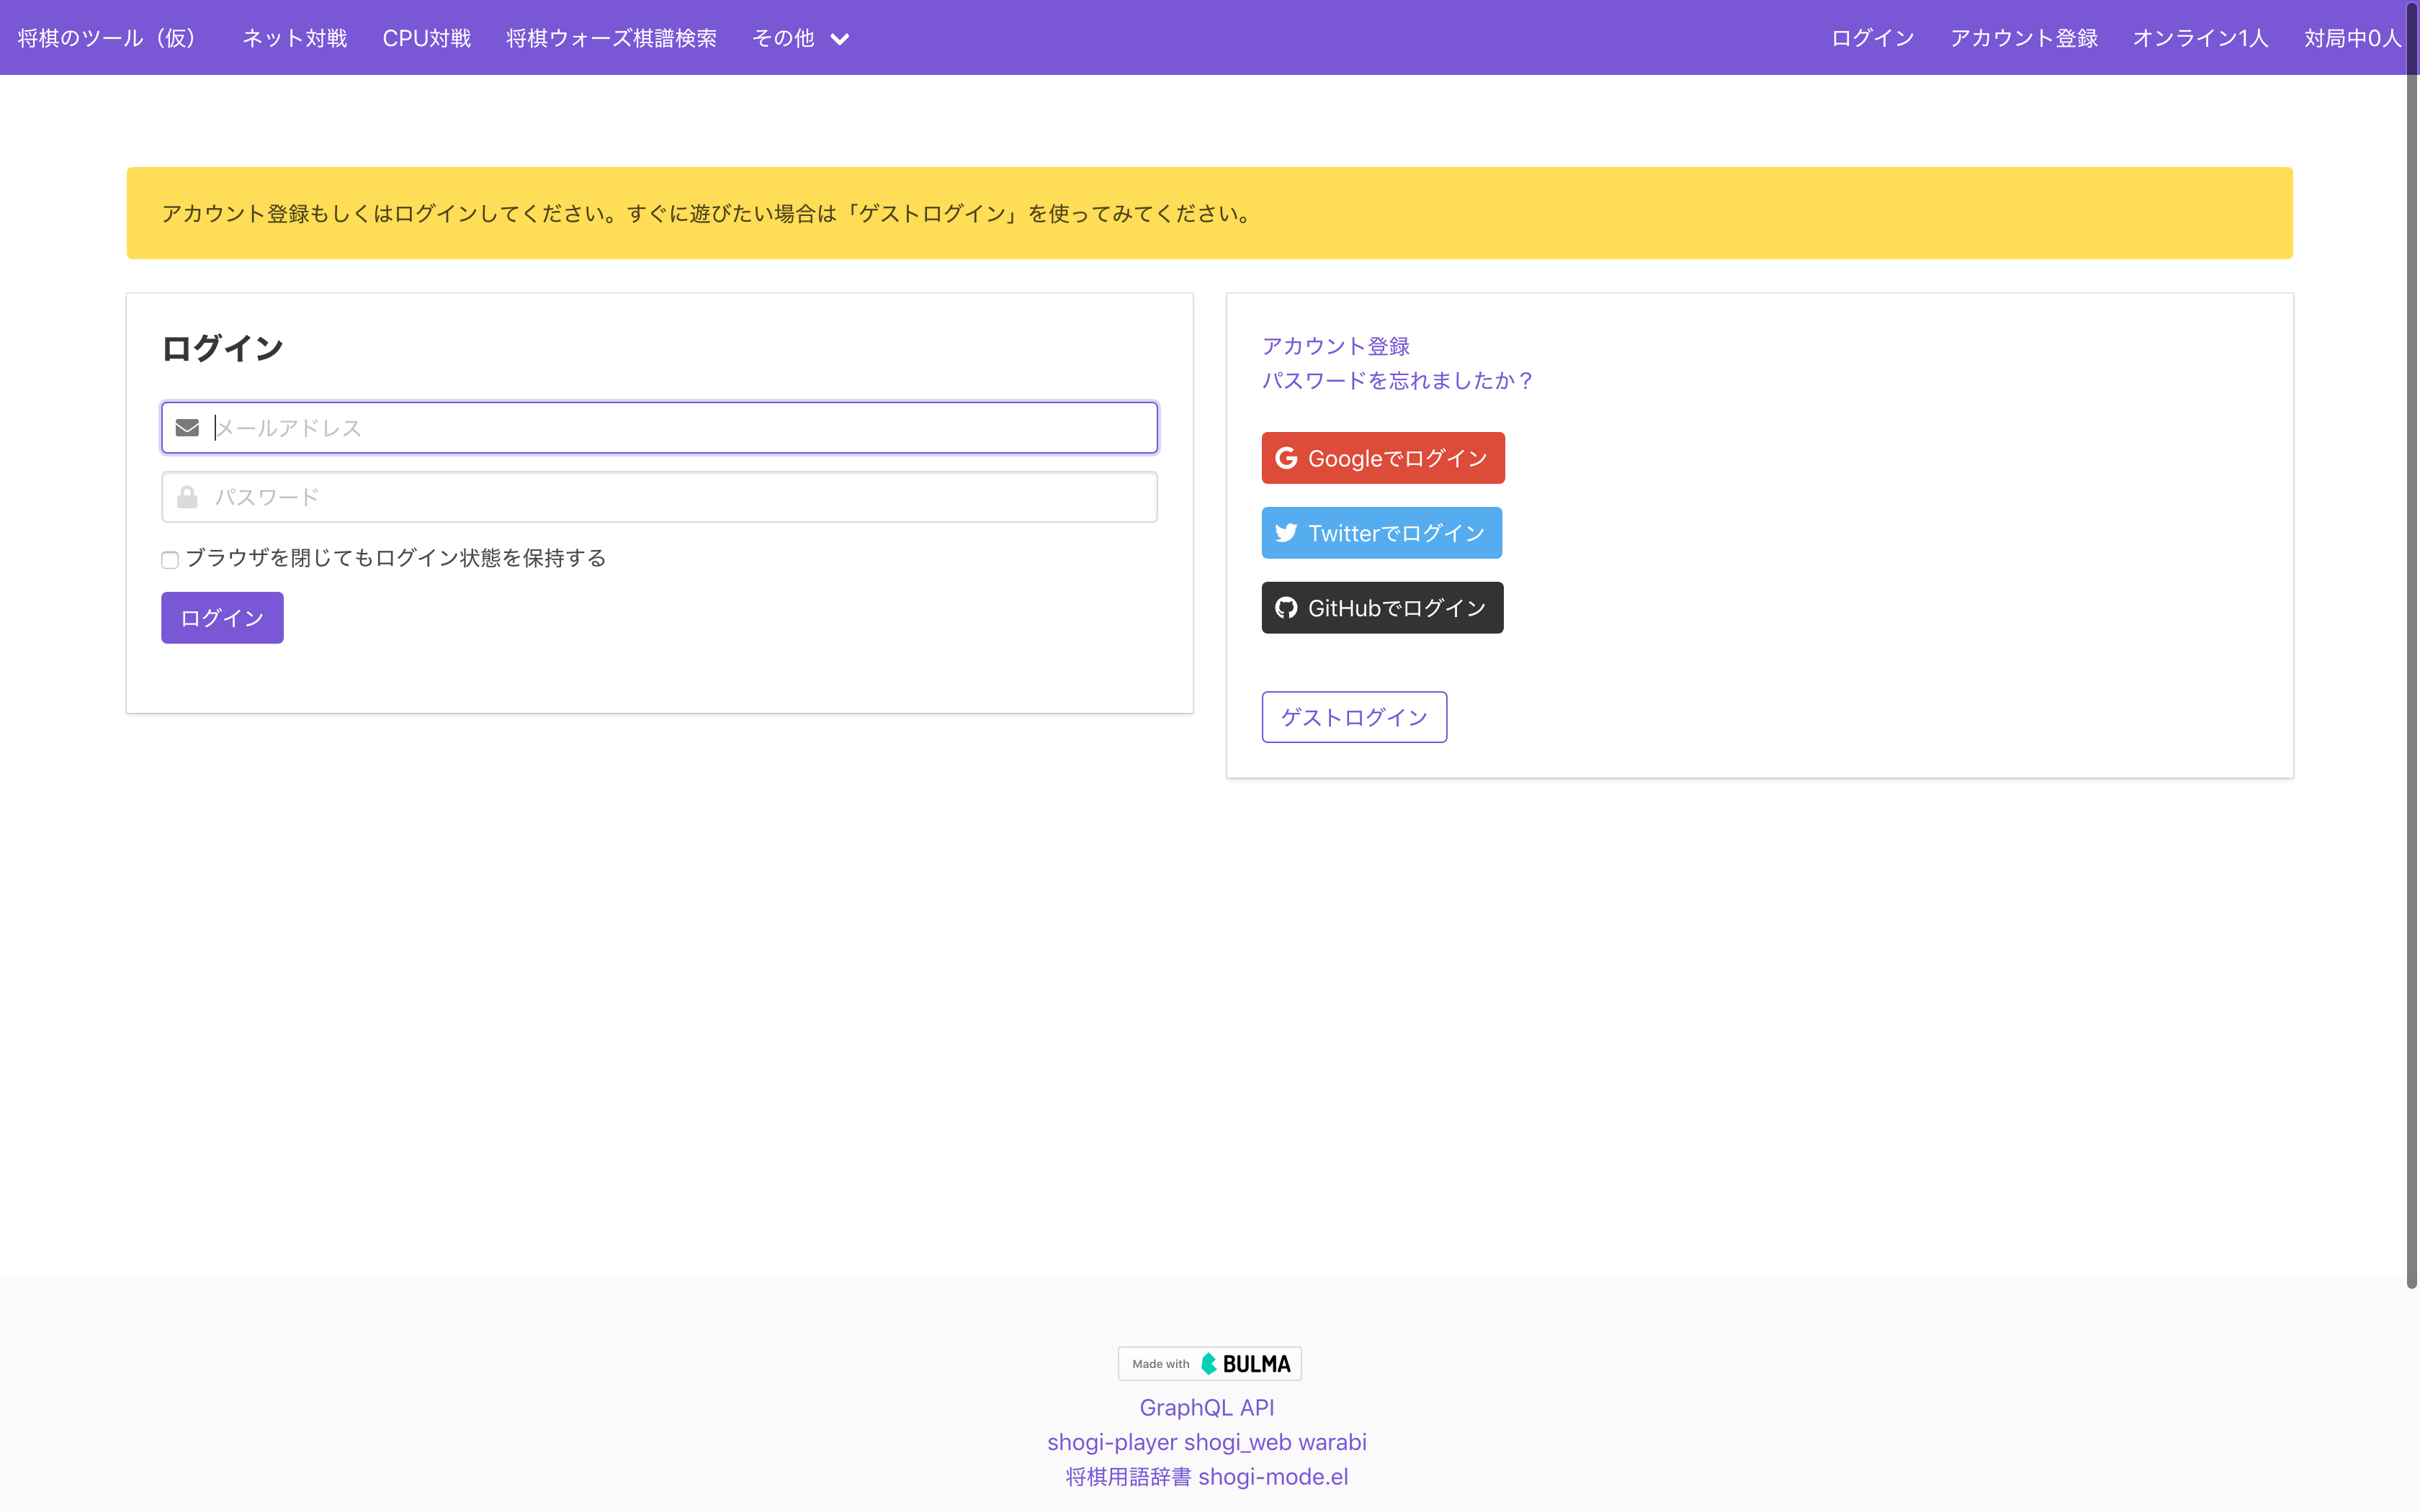 将棋のツール（仮） ネット対戦 CPU対戦 将棋ウォーズ棋譜検索 その他 ログイン アカウント登録 オンライン1人 対局中0人
アカウント登録もしくはログインしてください。すぐに遊びたい場合は「ゲストログイン」を使ってみてください。
ログイン
メールアドレス
パスワード
ブラウザを閉じてもログイン状態を保持する
ログイン
アカウント登録
パスワードを忘れましたか？
Googleでログイン
Twitterでログイン
GitHubでログイン
ゲストログイン
Made with BULMA
GraphQL API
shogi-player shogi_web warabi
将棋用語辞書 shogi-mode.el